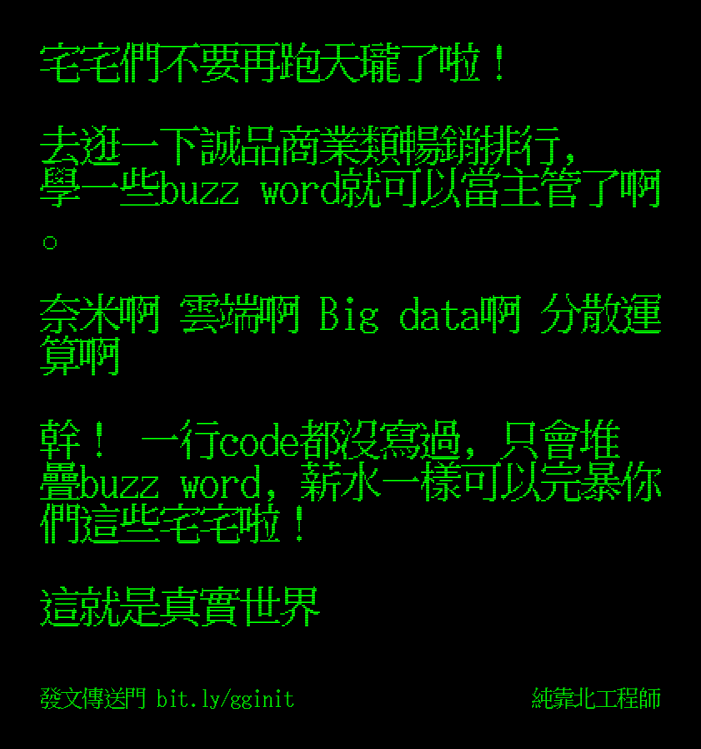 宅宅們不要再跑天瓏了啦！
去逛一下誠品商業類暢銷排行，
學一些buzz word就可以當主管了啊
。
奈米啊 雲端啊 Big data啊 分散運
算啊
幹！ 一行code都沒寫過，只會堆
疊buzz word，薪水一樣可以完暴你
們這些宅宅啦！
這就是真實世界
發文傳送門 bit.ly/gginit
純靠北工程師